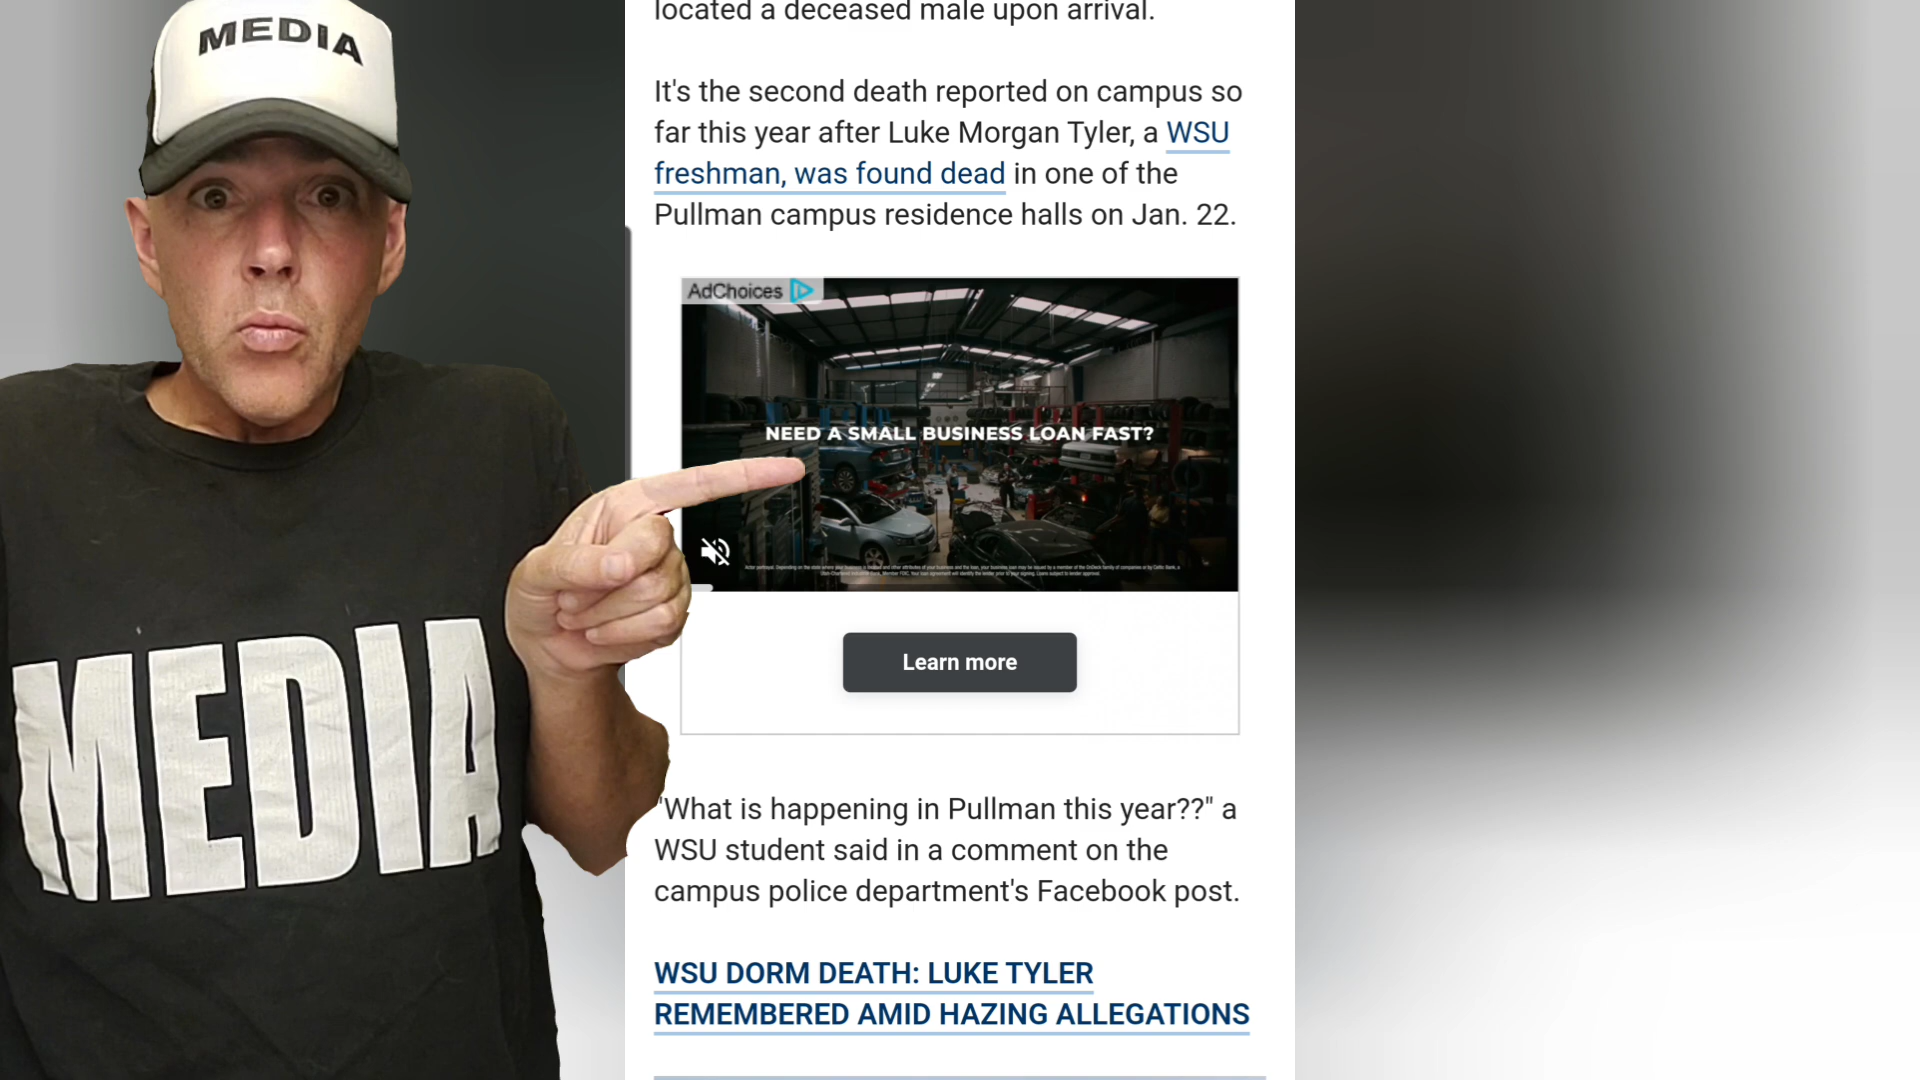 MEDIA
MEDIA
located a deceased male upon arrival.
It's the second death reported on campus so
far this year after Luke Morgan Tyler, a WSU
freshman, was found dead in one of the
Pullman campus residence halls on Jan. 22.
AdChoices
NEED A SMALL BUSINESS LOAN FAST?
Learn more
"What is happening in Pullman this year??" a
WSU student said in a comment on the
campus police department's Facebook post.
WSU DORM DEATH: LUKE TYLER
REMEMBERED AMID HAZING ALLEGATIONS